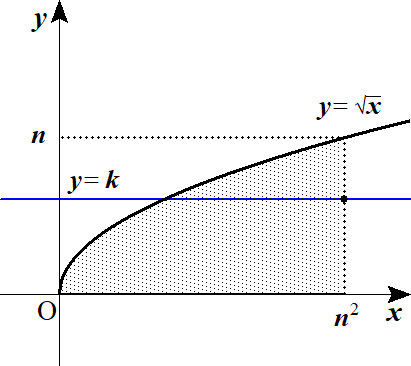 y
y = √x
n
y = k
O
n²
x